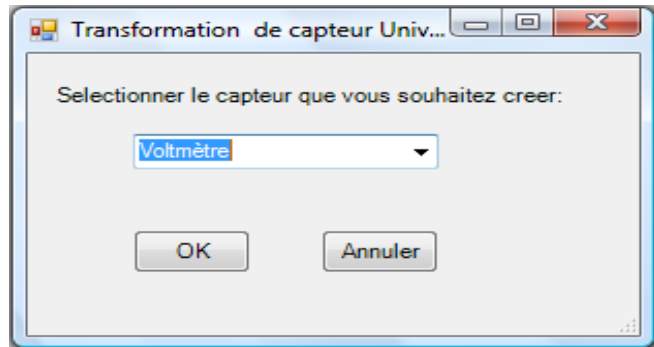 Transformation de capteur Univ...
Selectionner le capteur que vous souhaitez creer:
Voltmètre
OK Annuler